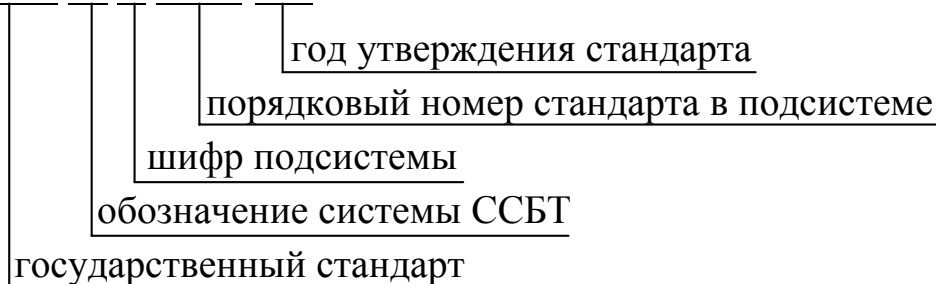 год утверждения стандарта
порядковый номер стандарта в подсистеме
шифр подсистемы
обозначение системы ССБТ
государственный стандарт